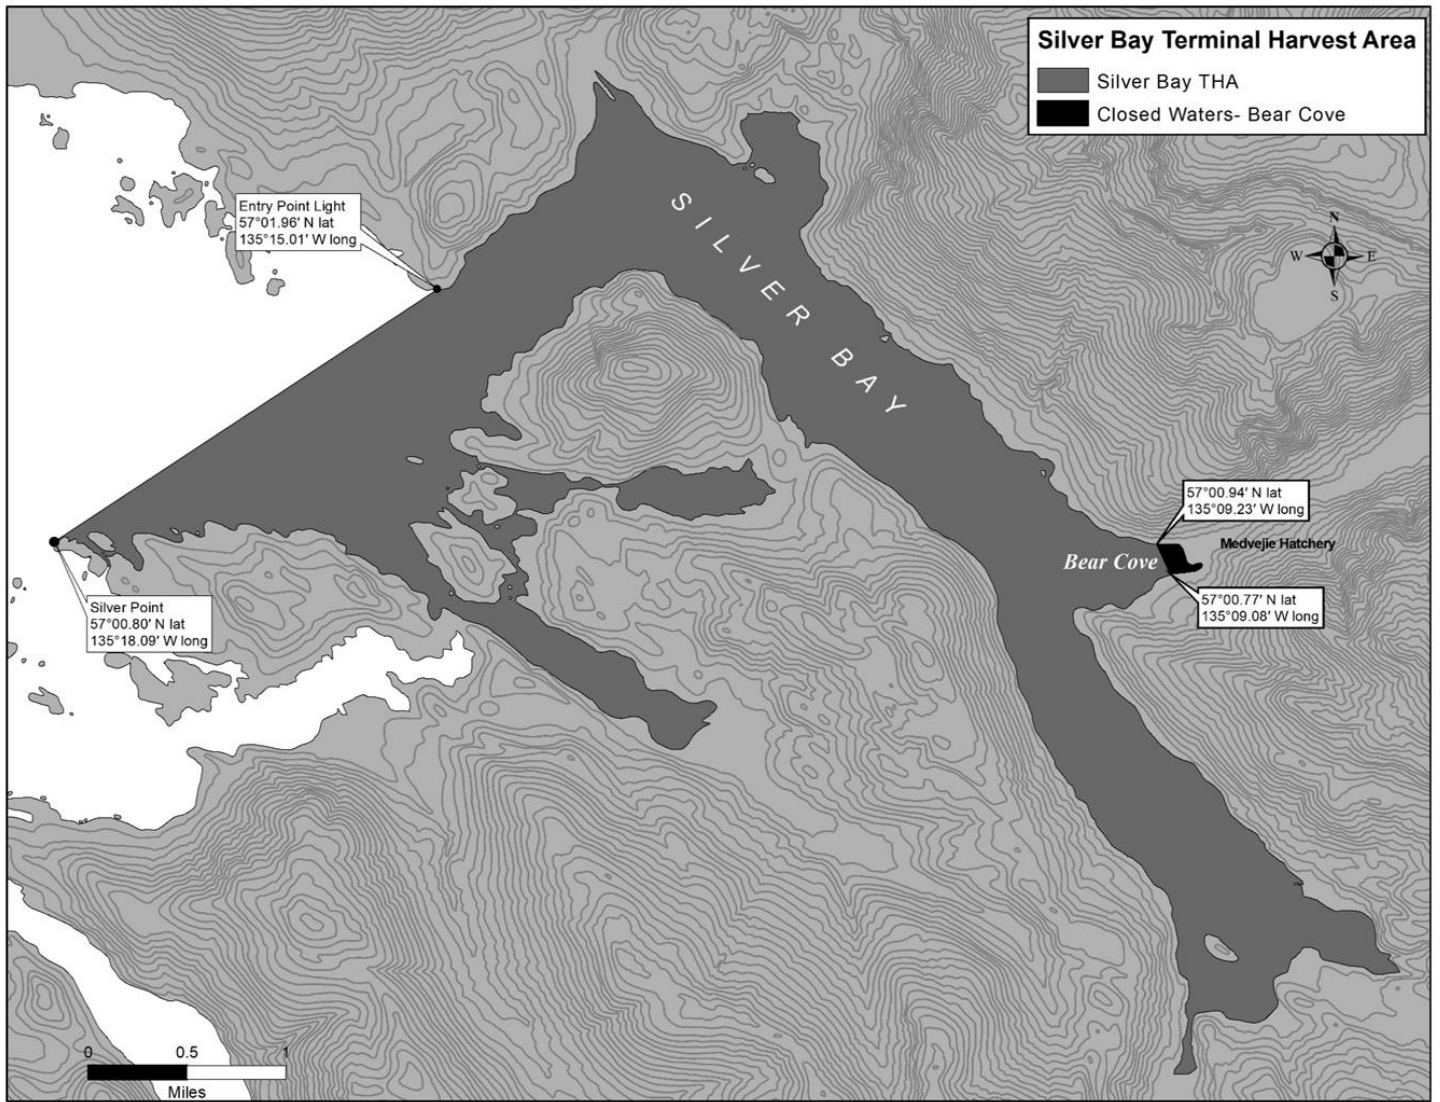 Silver Bay Terminal Harvest Area
Silver Bay THA
Closed Waters- Bear Cove
Entry Point Light
57°01.96′ N lat
135°15.01′ W long
SILVER BAY
N
W
E
S
57°00.94′ N lat
135°09.23′ W long
Medvejie Hatchery
Bear Cove
57°00.77′ N lat
135°09.08′ W long
Silver Point
57°00.80′ N lat
135°18.09′ W long
0 0.5 1
Miles